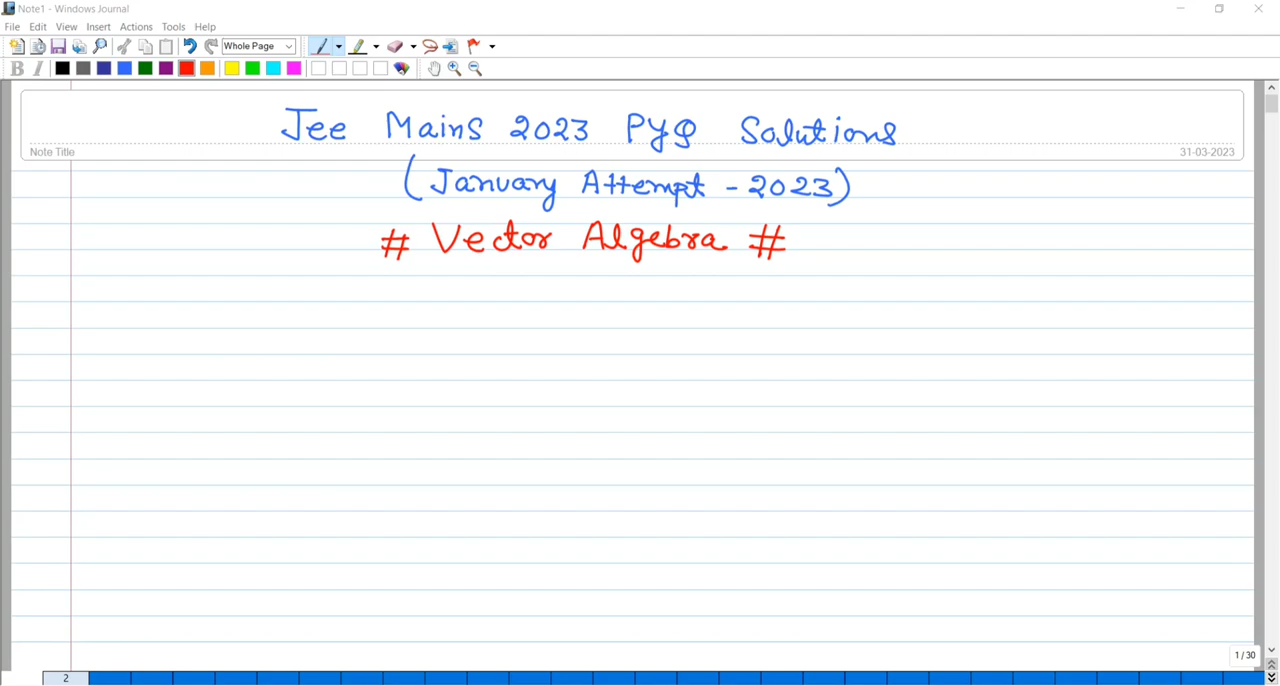 Note1 - Windows Journal
File Edit View Insert Actions Tools Help
Whole Page
B I
Jee Mains 2023 PYQ Solutions
Note Title
31-03-2023
(January Attempt - 2023)
# Vector Algebra #
1 / 30
2